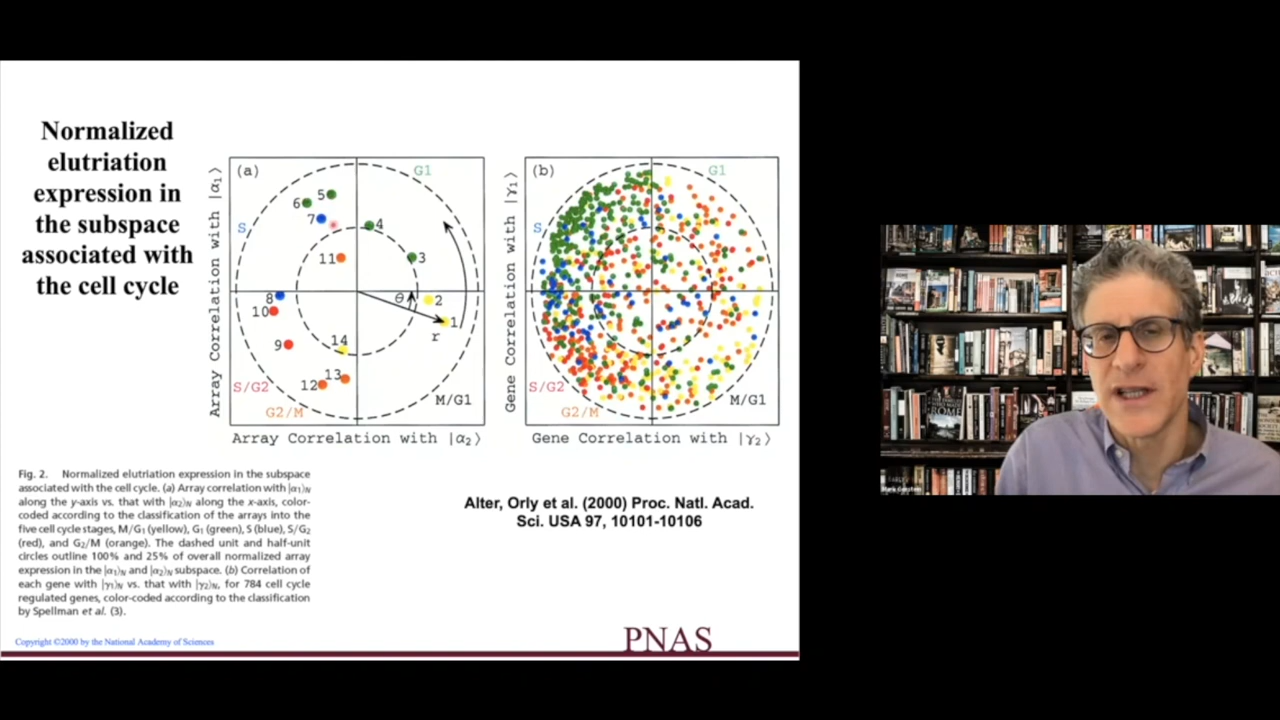 Normalized
elutriation
expression in
the subspace
associated with
the cell cycle
(a)
G1
S
S/G2
G2/M
M/G1
5
6
7
4
11
3
8
10
θ
2
1
r
9
14
13
12
Array Correlation with |α₁⟩
Array Correlation with |α₂⟩
(b)
G1
S
S/G2
G2/M
M/G1
Gene Correlation with |γ₁⟩
Gene Correlation with |γ₂⟩
Fig. 2. Normalized elutriation expression in the subspace
associated with the cell cycle. (a) Array correlation with |α₁⟩N
along the y-axis vs. that with |α₂⟩N along the x-axis, color-
coded according to the classification of the arrays into the
five cell cycle stages, M/G₁ (yellow), G₁ (green), S (blue), S/G₂
(red), and G₂/M (orange). The dashed unit and half-unit
circles outline 100% and 25% of overall normalized array
expression in the |α₁⟩N and |α₂⟩N subspace. (b) Correlation of
each gene with |γ₁⟩N vs. that with |γ₂⟩N, for 784 cell cycle
regulated genes, color-coded according to the classification
by Spellman et al. (3).
Alter, Orly et al. (2000) Proc. Natl. Acad.
Sci. USA 97, 10101-10106
Copyright ©2000 by the National Academy of Sciences
PNAS
ROME